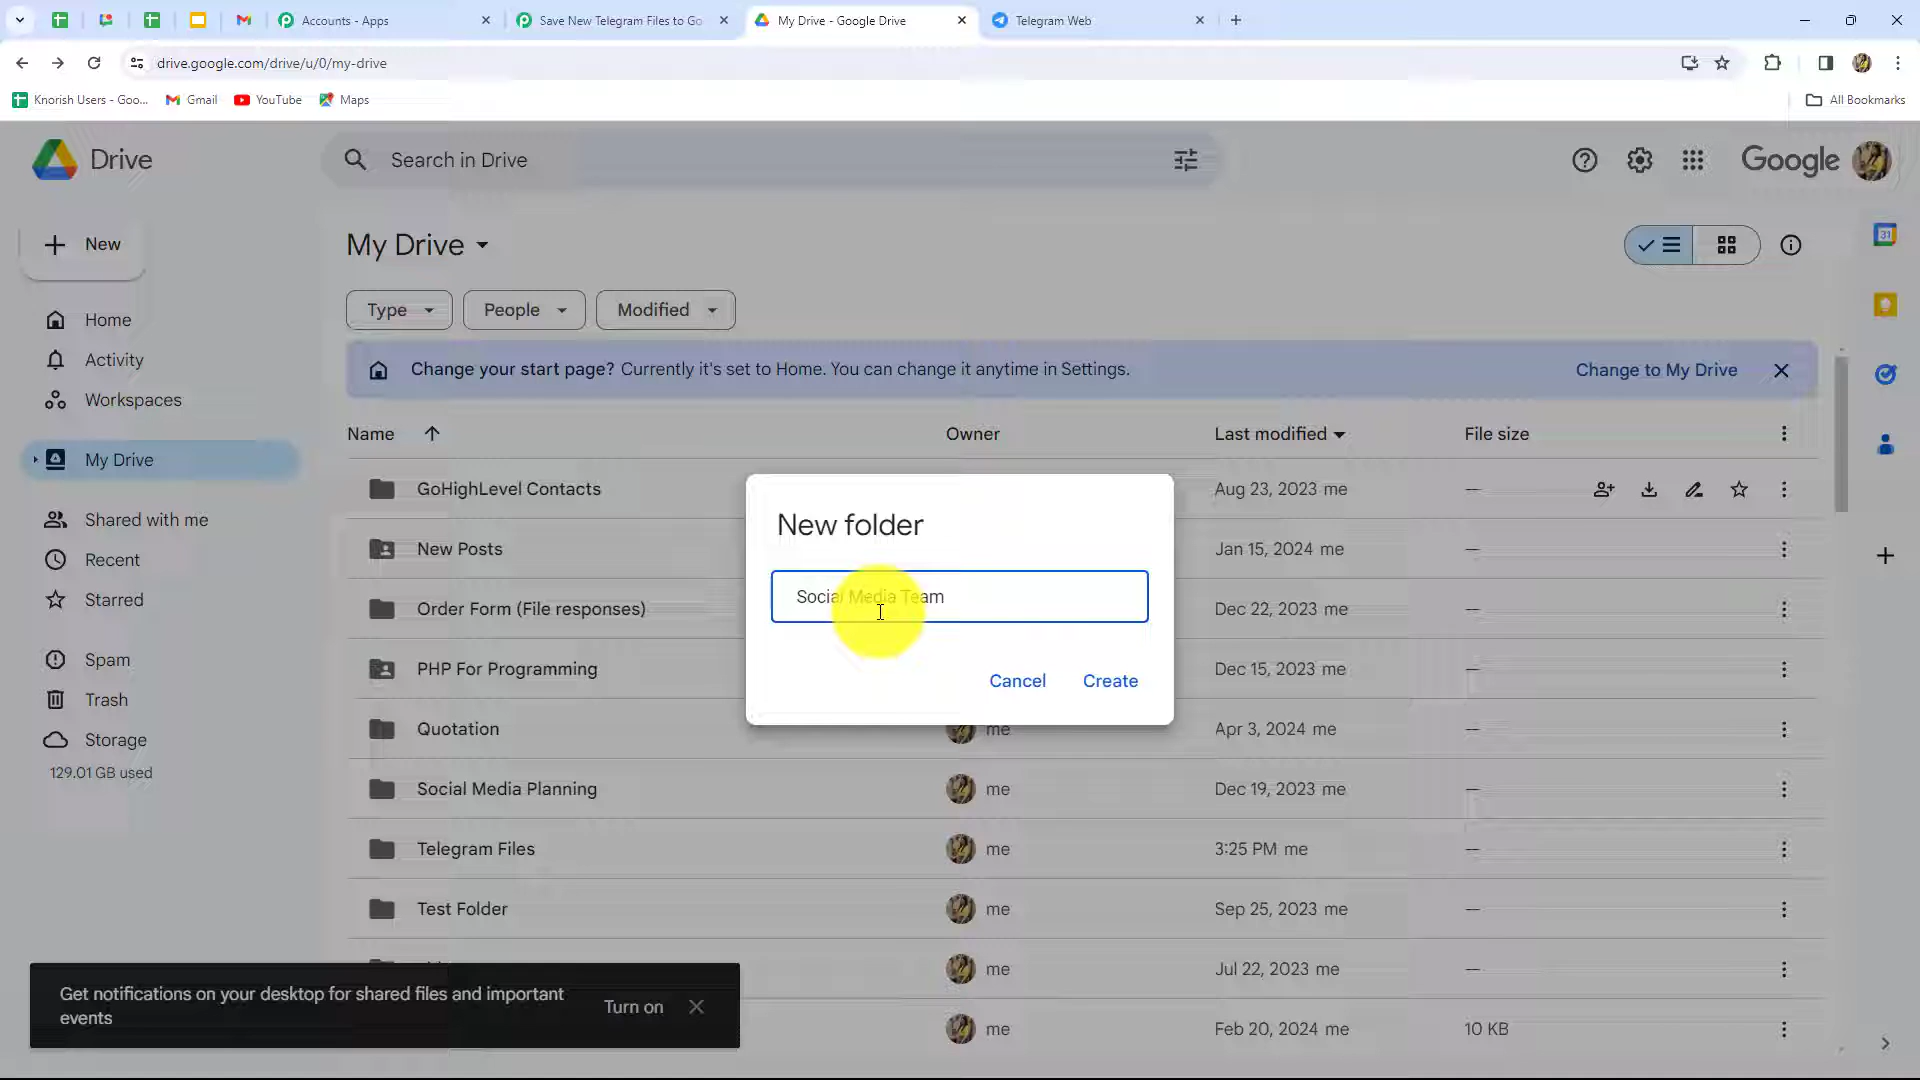 Accounts - Apps
Save New Telegram Files to Go
My Drive - Google Drive
Telegram Web
drive.google.com/drive/u/0/my-drive
Knorish Users - Goo...
Gmail
YouTube
Maps
All Bookmarks
Drive
Search in Drive
Google
New
My Drive
31
Type
People
Modified
Home
Activity
Workspaces
My Drive
Shared with me
Recent
Starred
Spam
Trash
Storage
129.01 GB used
Change your start page? Currently it's set to Home. You can change it anytime in Settings.
Change to My Drive
Name
Owner
Last modified
File size
GoHighLevel Contacts
Aug 23, 2023 me
—
New Posts
Jan 15, 2024 me
—
Order Form (File responses)
Dec 22, 2023 me
—
PHP For Programming
Dec 15, 2023 me
—
Quotation
me
Apr 3, 2024 me
—
Social Media Planning
me
Dec 19, 2023 me
—
Telegram Files
me
3:25 PM me
—
Test Folder
me
Sep 25, 2023 me
—
me
Jul 22, 2023 me
—
me
Feb 20, 2024 me
10 KB
New folder
Social Media Team
Cancel
Create
Get notifications on your desktop for shared files and important
events
Turn on